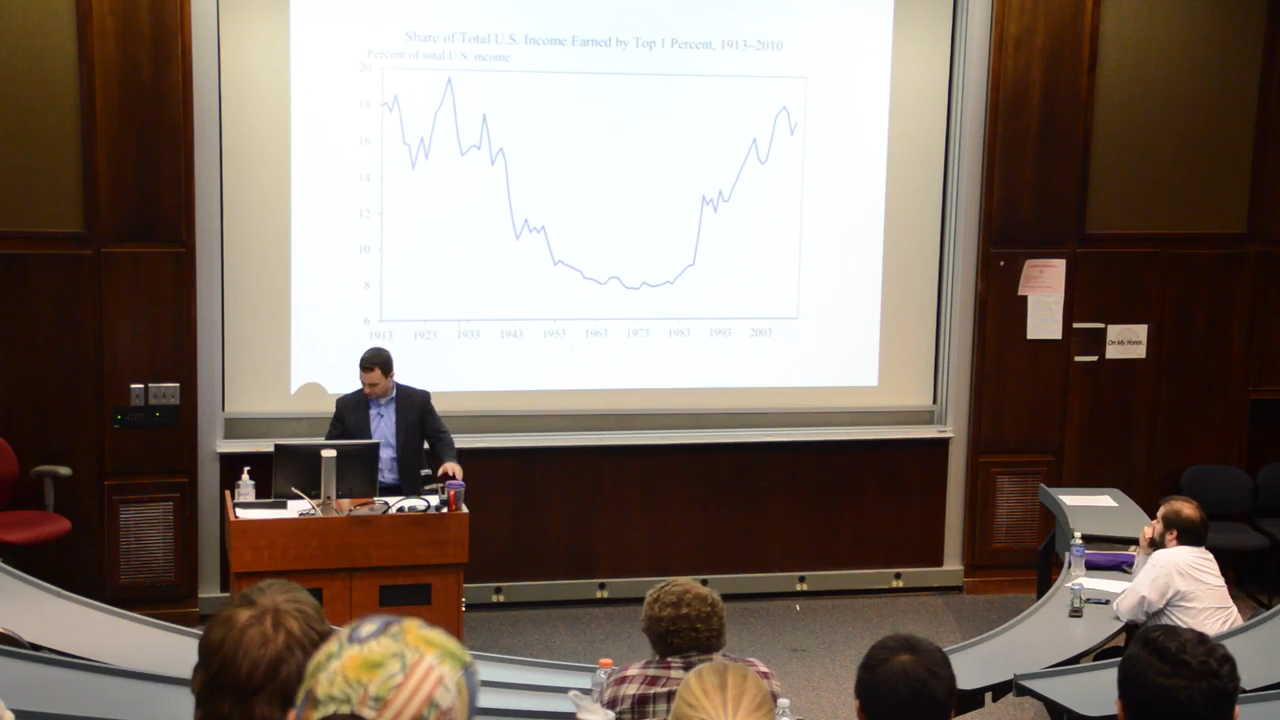 Share of Total U.S. Income Earned by Top 1 Percent, 1913–2010
Percent of total U.S. income
20
18
16
14
12
10
8
6
1913 1923 1933 1943 1953 1963 1973 1983 1993 2003
On My Honor...